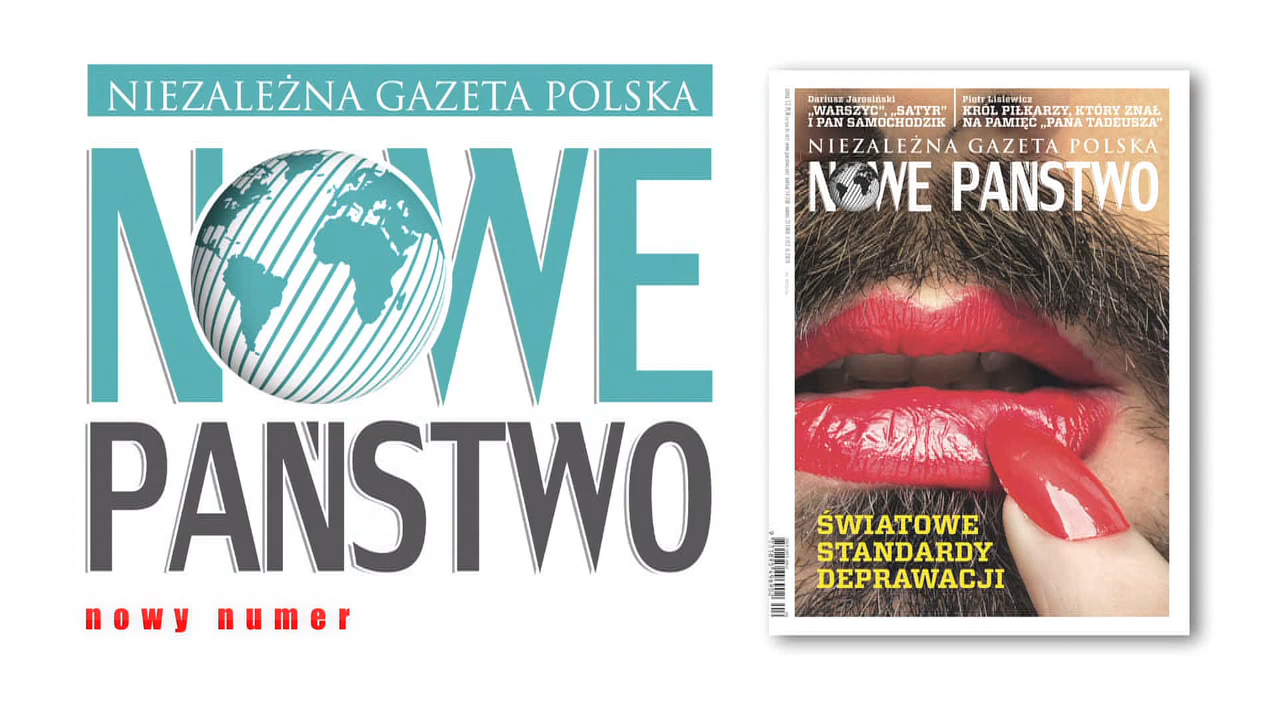 NIEZALEŻNA GAZETA POLSKA
NOWE
PAŃSTWO
nowy numer
Dariusz Jarosiński
„WARSZYC”, „SATYR”
I PAN SAMOCHODZIK
Piotr Lisiewicz
KRÓL PIŁKARZY, KTÓRY ZNAŁ
NA PAMIĘĆ „PANA TADEUSZA”
NIEZALEŻNA GAZETA POLSKA
NOWE PAŃSTWO
ŚWIATOWE
STANDARDY
DEPRAWACJI